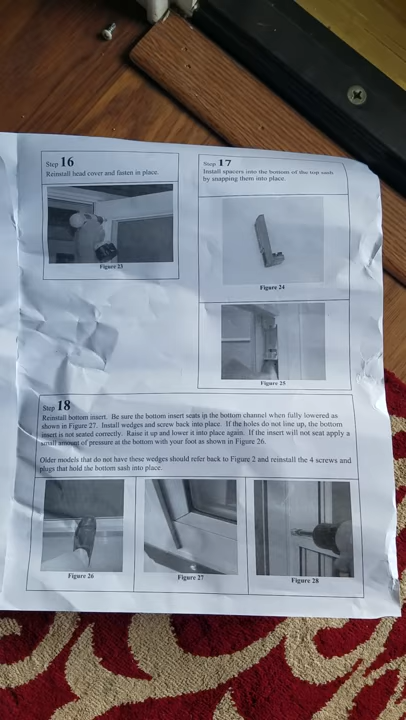 Step 16
Reinstall head cover and fasten in place.
Figure 23
Step 17
Install spacers into the bottom of the top sash
by snapping them into place.
Figure 24
Figure 25
Step 18
Reinstall bottom insert. Be sure the bottom insert seats in the bottom channel when fully lowered as
shown in Figure 27. Install wedges and screw back into place. If the holes do not line up, the bottom
insert is not seated correctly. Raise it up and lower it into place again. If the insert will not seat apply a
small amount of pressure at the bottom with your foot as shown in Figure 26.
Older models that do not have these wedges should refer back to Figure 2 and reinstall the 4 screws and
plugs that hold the bottom sash into place.
Figure 26
Figure 27
Figure 28